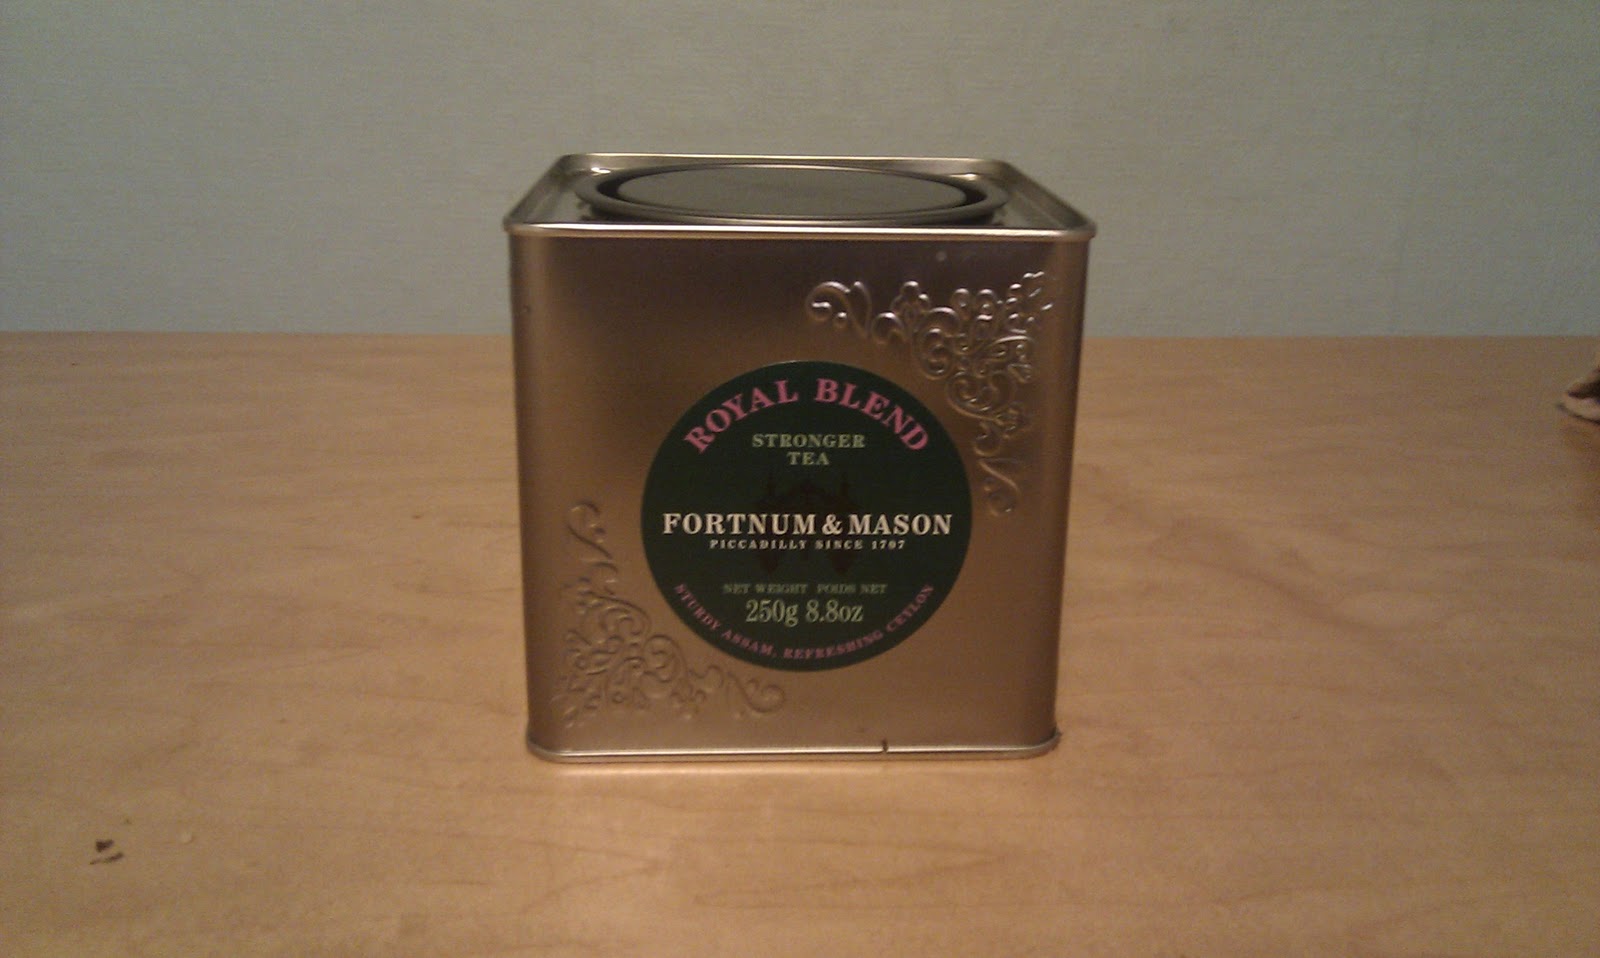 ROYAL BLEND
STRONGER
TEA
FORTNUM & MASON
PICCADILLY SINCE 1707
NET WEIGHT POIDS NET
250g 8.8oz
STURDY ASSAM, REFRESHING CEYLON